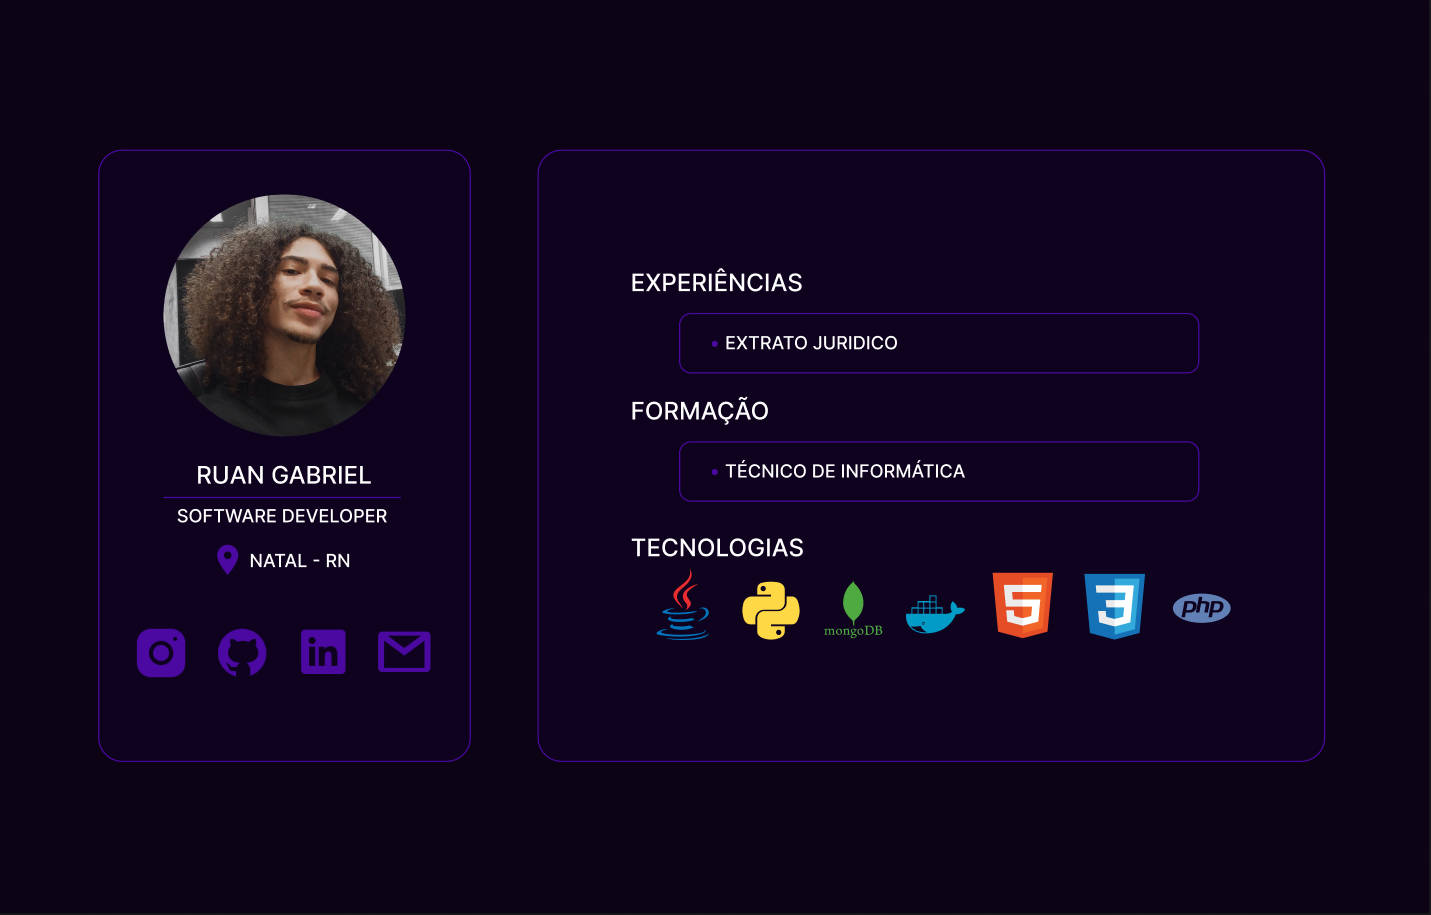 RUAN GABRIEL
SOFTWARE DEVELOPER
NATAL - RN
in
EXPERIÊNCIAS
• EXTRATO JURIDICO
FORMAÇÃO
• TÉCNICO DE INFORMÁTICA
TECNOLOGIAS
mongoDB
5
3
php